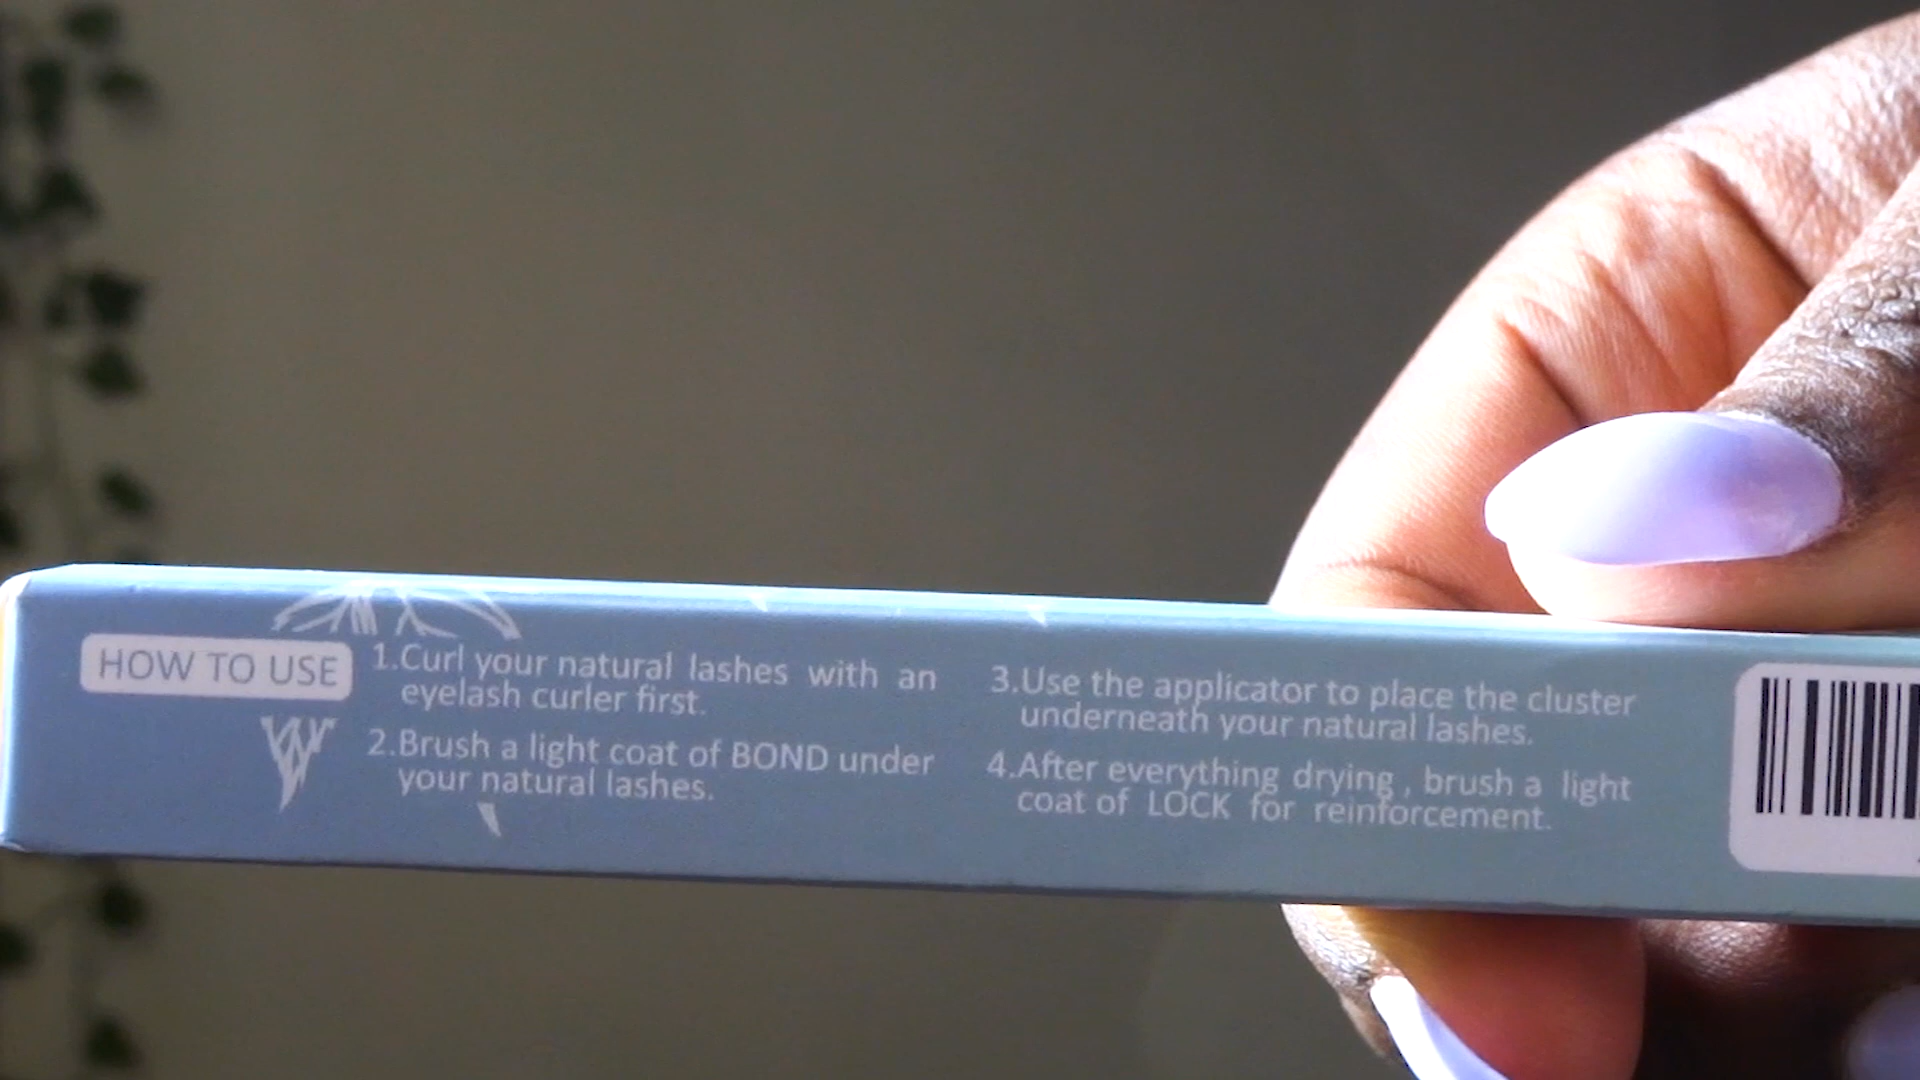 HOW TO USE
1.Curl your natural lashes with an
eyelash curler first.
2.Brush a light coat of BOND under
your natural lashes.
3.Use the applicator to place the cluster
underneath your natural lashes.
4.After everything drying , brush a light
coat of LOCK for reinforcement.